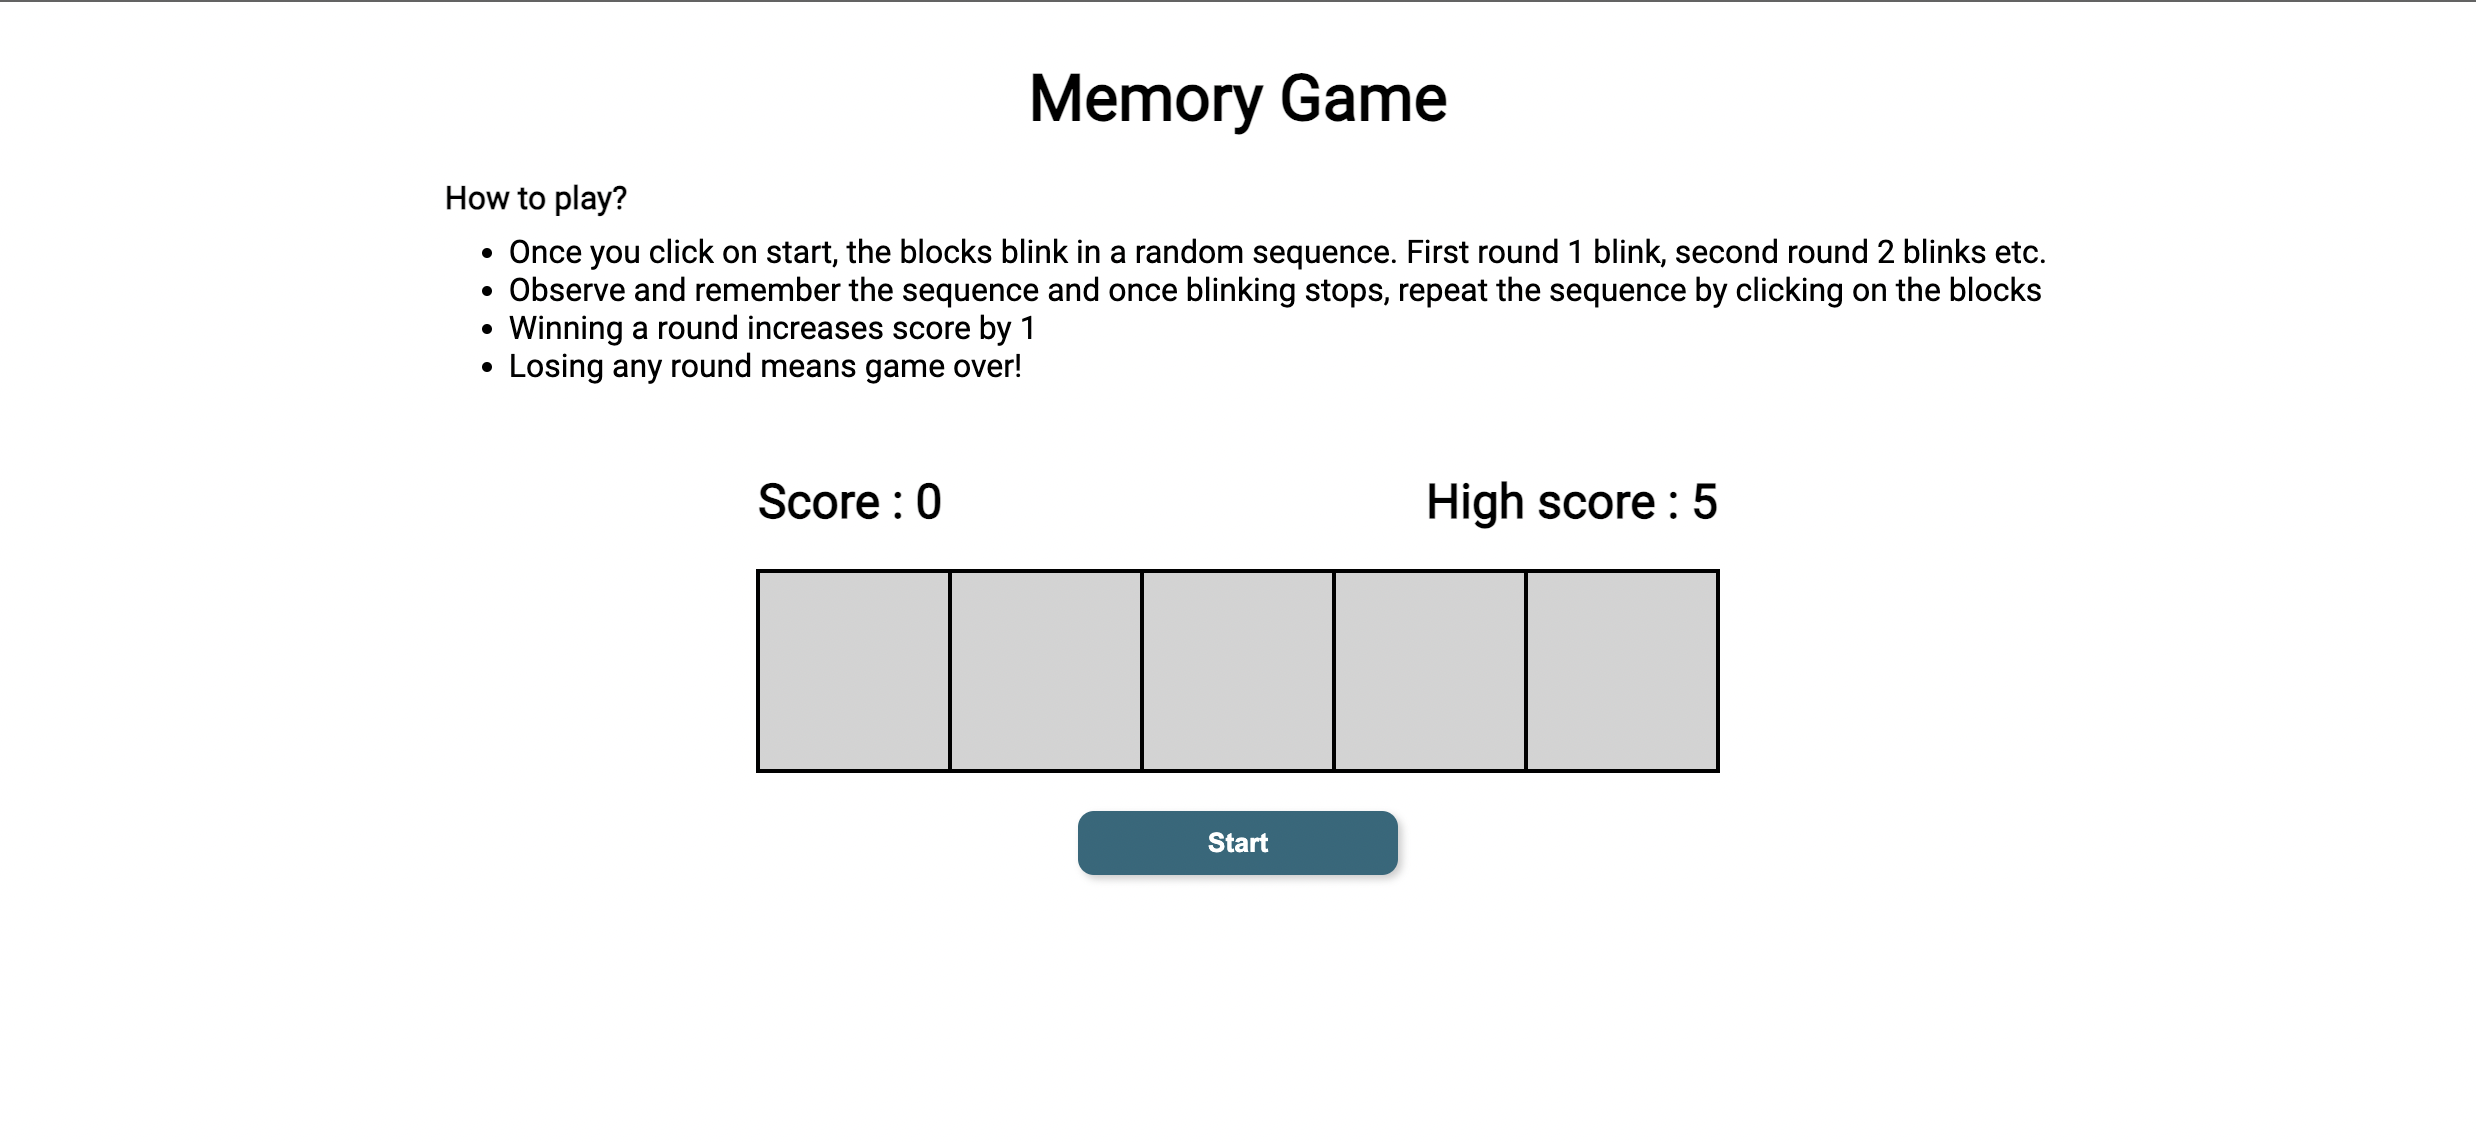 Memory Game
How to play?
Once you click on start, the blocks blink in a random sequence. First round 1 blink, second round 2 blinks etc.
Observe and remember the sequence and once blinking stops, repeat the sequence by clicking on the blocks
Winning a round increases score by 1
Losing any round means game over!
Score : 0
High score : 5
Start